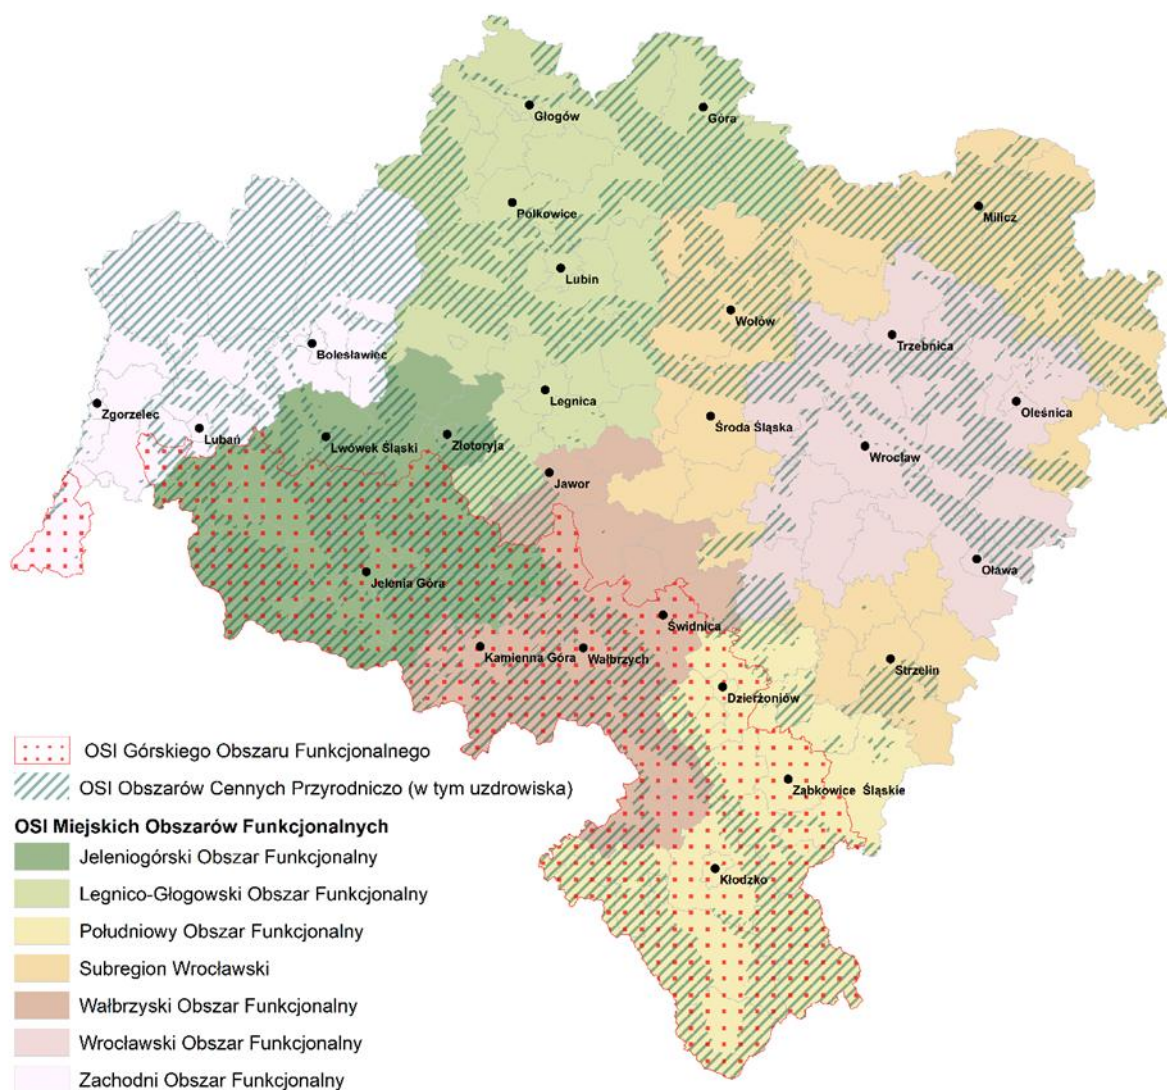 Głogów
Góra
Polkowice
Milicz
Lubin
Wołów
Trzebnica
Bolesławiec
Zgorzelec
Legnica
Oleśnica
Środa Śląska
Lubań
Lwówek Śląski
Złotoryja
Wrocław
Jawor
Oława
Jelenia Góra
Świdnica
Kamienna Góra
Wałbrzych
Strzelin
Dzierżoniów
Ząbkowice Śląskie
Kłodzko
OSI Górskiego Obszaru Funkcjonalnego
OSI Obszarów Cennych Przyrodniczo (w tym uzdrowiska)
OSI Miejskich Obszarów Funkcjonalnych
Jeleniogórski Obszar Funkcjonalny
Legnico-Głogowski Obszar Funkcjonalny
Południowy Obszar Funkcjonalny
Subregion Wrocławski
Wałbrzyski Obszar Funkcjonalny
Wrocławski Obszar Funkcjonalny
Zachodni Obszar Funkcjonalny